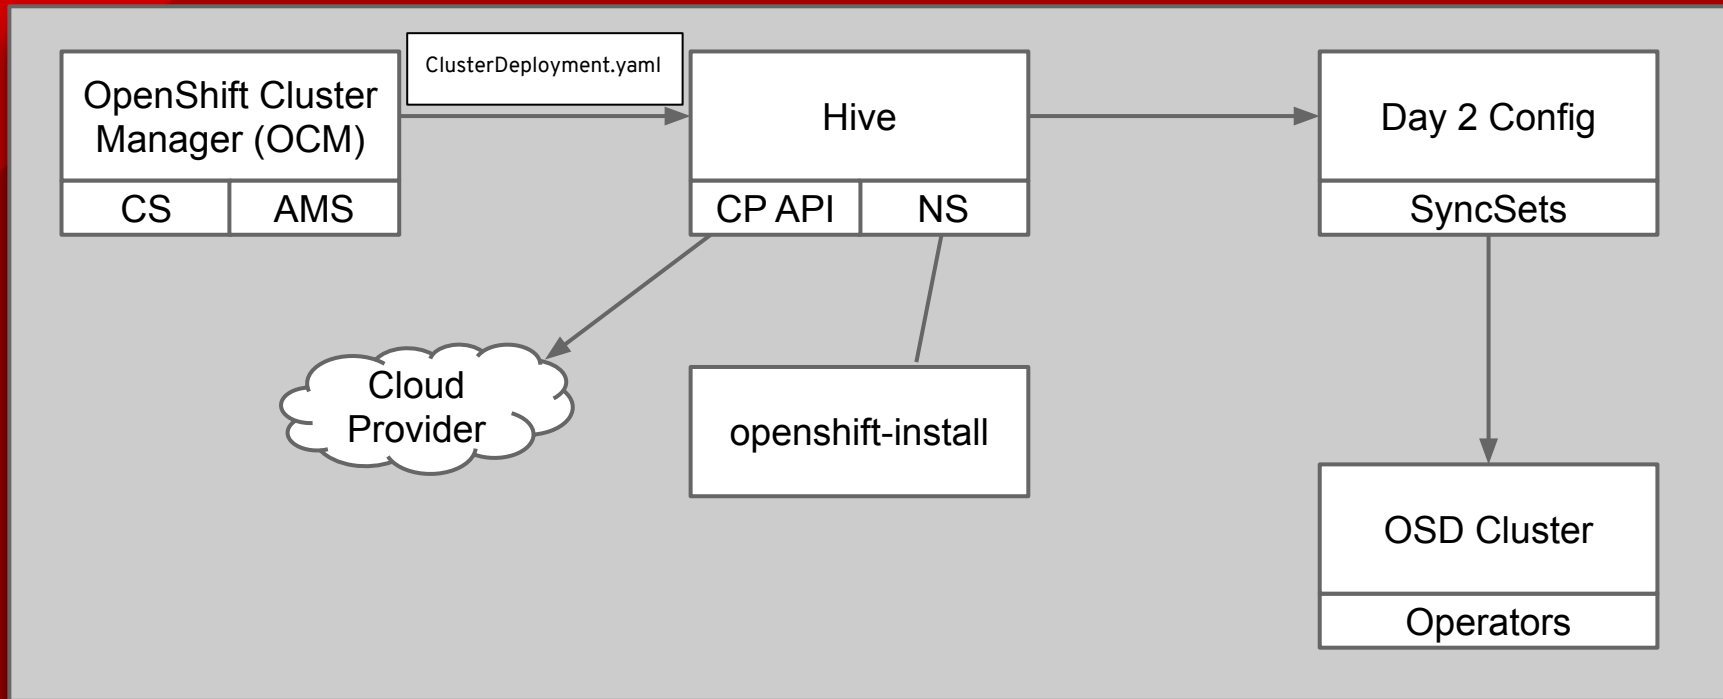 ClusterDeployment.yaml
OpenShift Cluster
Manager (OCM)
CS
AMS
Hive
CP API
NS
Day 2 Config
SyncSets
Cloud
Provider
openshift-install
OSD Cluster
Operators